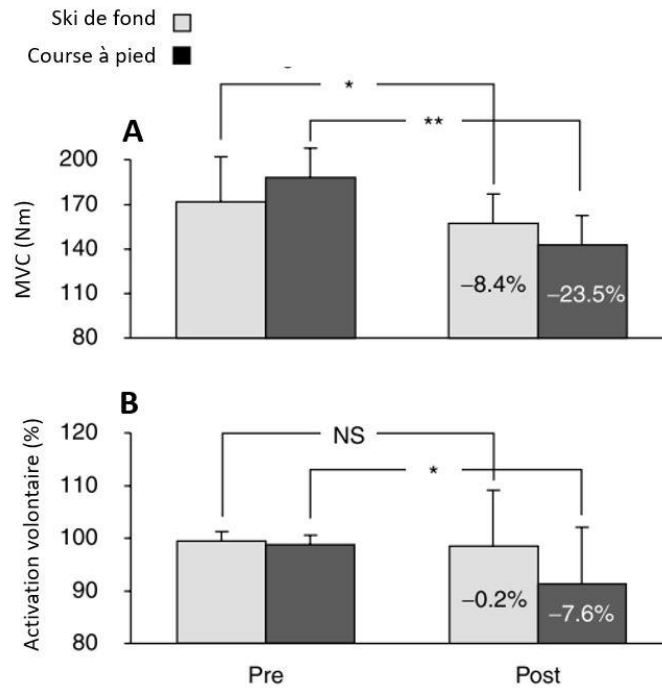 Ski de fond
Course à pied
*
A
**
200
170
140
110
80
MVC (Nm)
–8.4%
–23.5%
B
NS
*
120
110
100
90
80
Activation volontaire (%)
–0.2%
–7.6%
Pre
Post